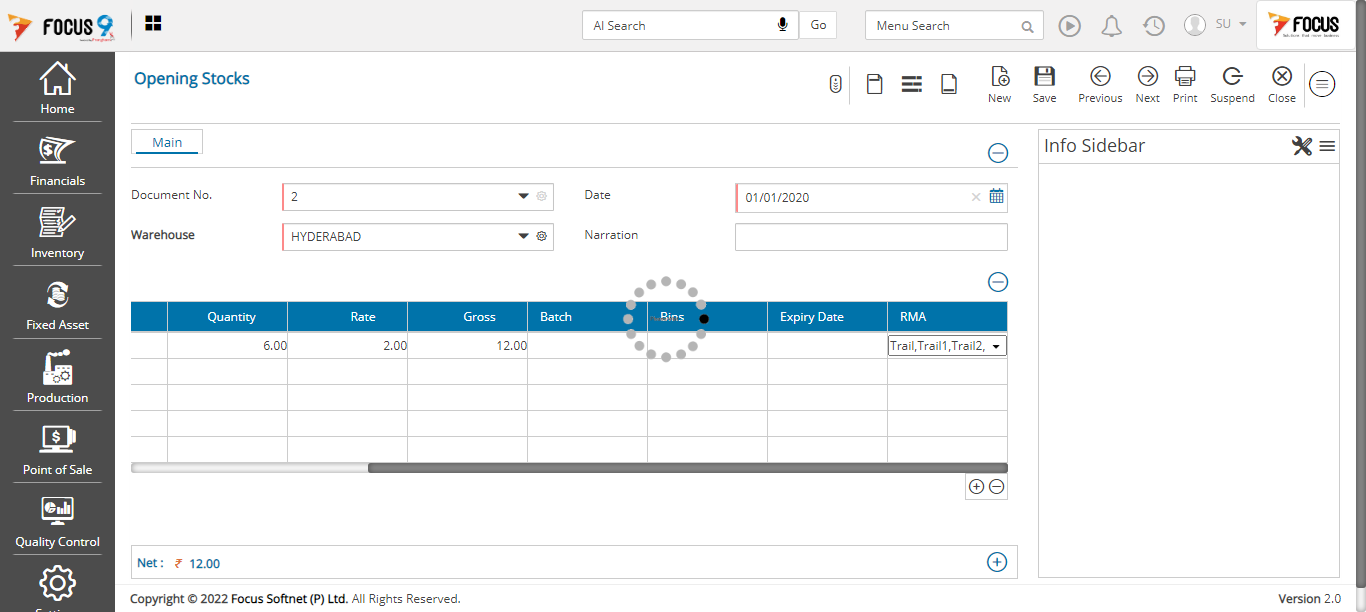 FOCUS 9
AI Search
Go
Menu Search
SU
FOCUS
Home
Financials
Inventory
Fixed Asset
Production
Point of Sale
Quality Control
Opening Stocks
New
Save
Previous
Next
Print
Suspend
Close
Main
Info Sidebar
Document No.
2
Date
01/01/2020
Warehouse
HYDERABAD
Narration
Quantity
Rate
Gross
Batch
Bins
Expiry Date
RMA
6.00
2.00
12.00
Trail,Trail1,Trail2,
Net : ₹ 12.00
Copyright © 2022 Focus Softnet (P) Ltd. All Rights Reserved.
Version 2.0